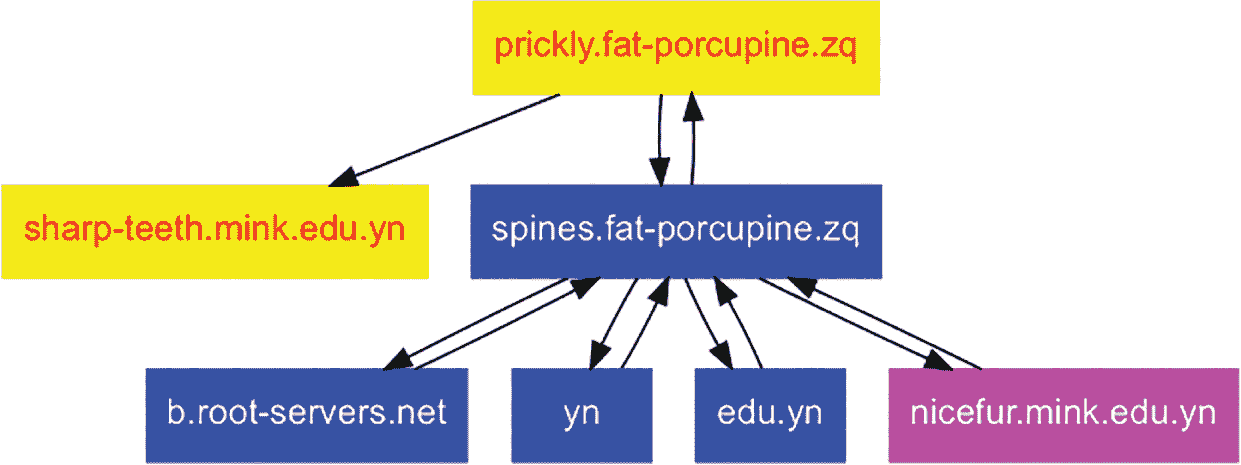 prickly.fat-porcupine.zq
sharp-teeth.mink.edu.yn
spines.fat-porcupine.zq
b.root-servers.net
yn
edu.yn
nicefur.mink.edu.yn